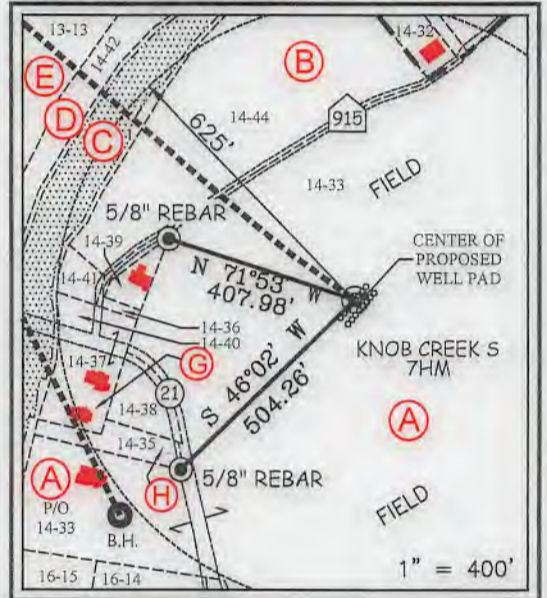 13-13
14-42
14-32
E
B
D
C
625'
14-44
915
14-33
FIELD
5/8" REBAR
14-39
CENTER OF
PROPOSED
WELL PAD
14-41
N 71°53' W
407.98'
14-36
14-40
KNOB CREEK S
7HM
14-37
G
S 46°02' W
504.26'
21
14-38
A
14-35
5/8" REBAR
A
H
P/O
14-33
FIELD
B.H.
16-15
16-14
1" = 400'